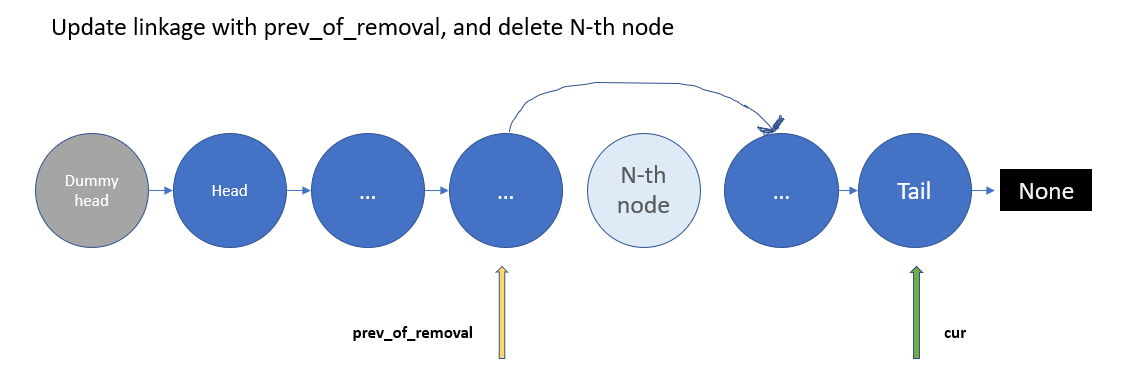 Update linkage with prev_of_removal, and delete N-th node
Dummy
head
Head
...
...
N-th
node
...
Tail
None
prev_of_removal
cur